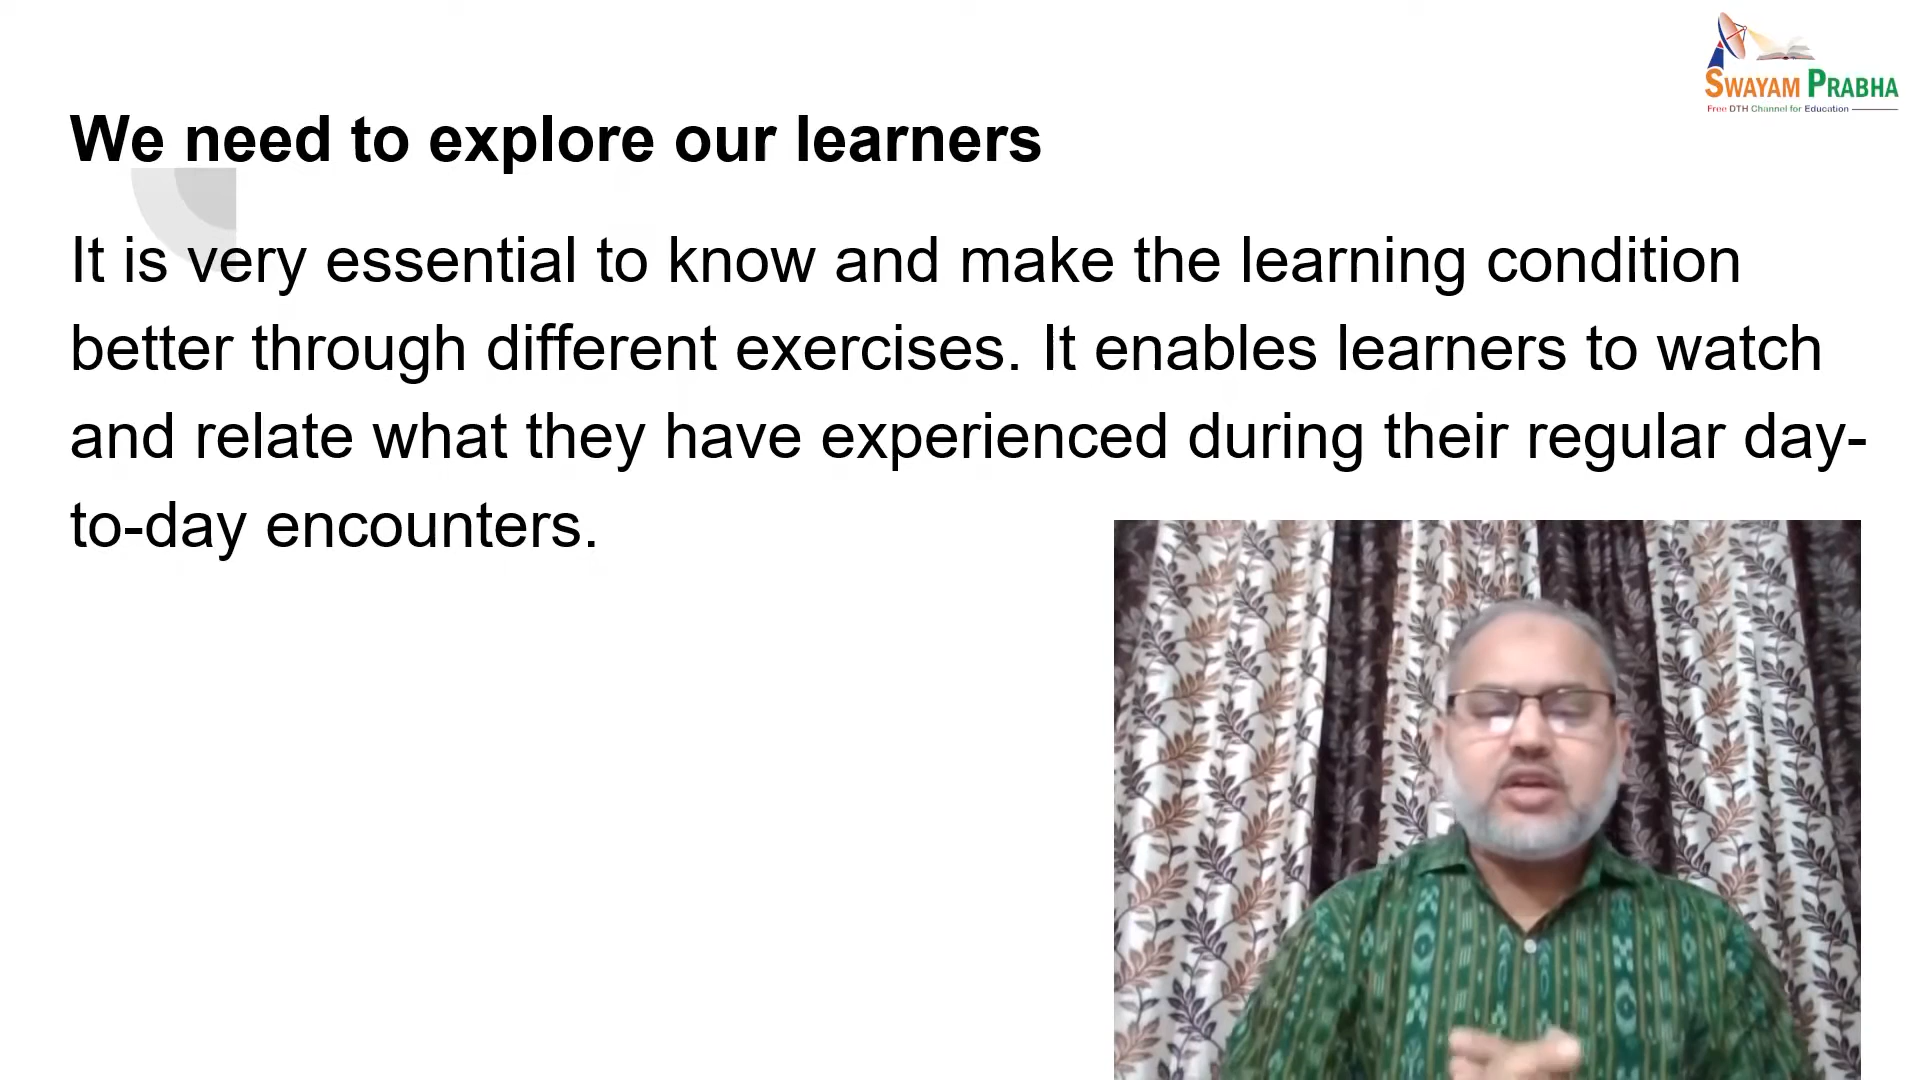 SWAYAM PRABHA
Free DTH Channel for Education
We need to explore our learners
It is very essential to know and make the learning condition
better through different exercises. It enables learners to watch
and relate what they have experienced during their regular day-
to-day encounters.